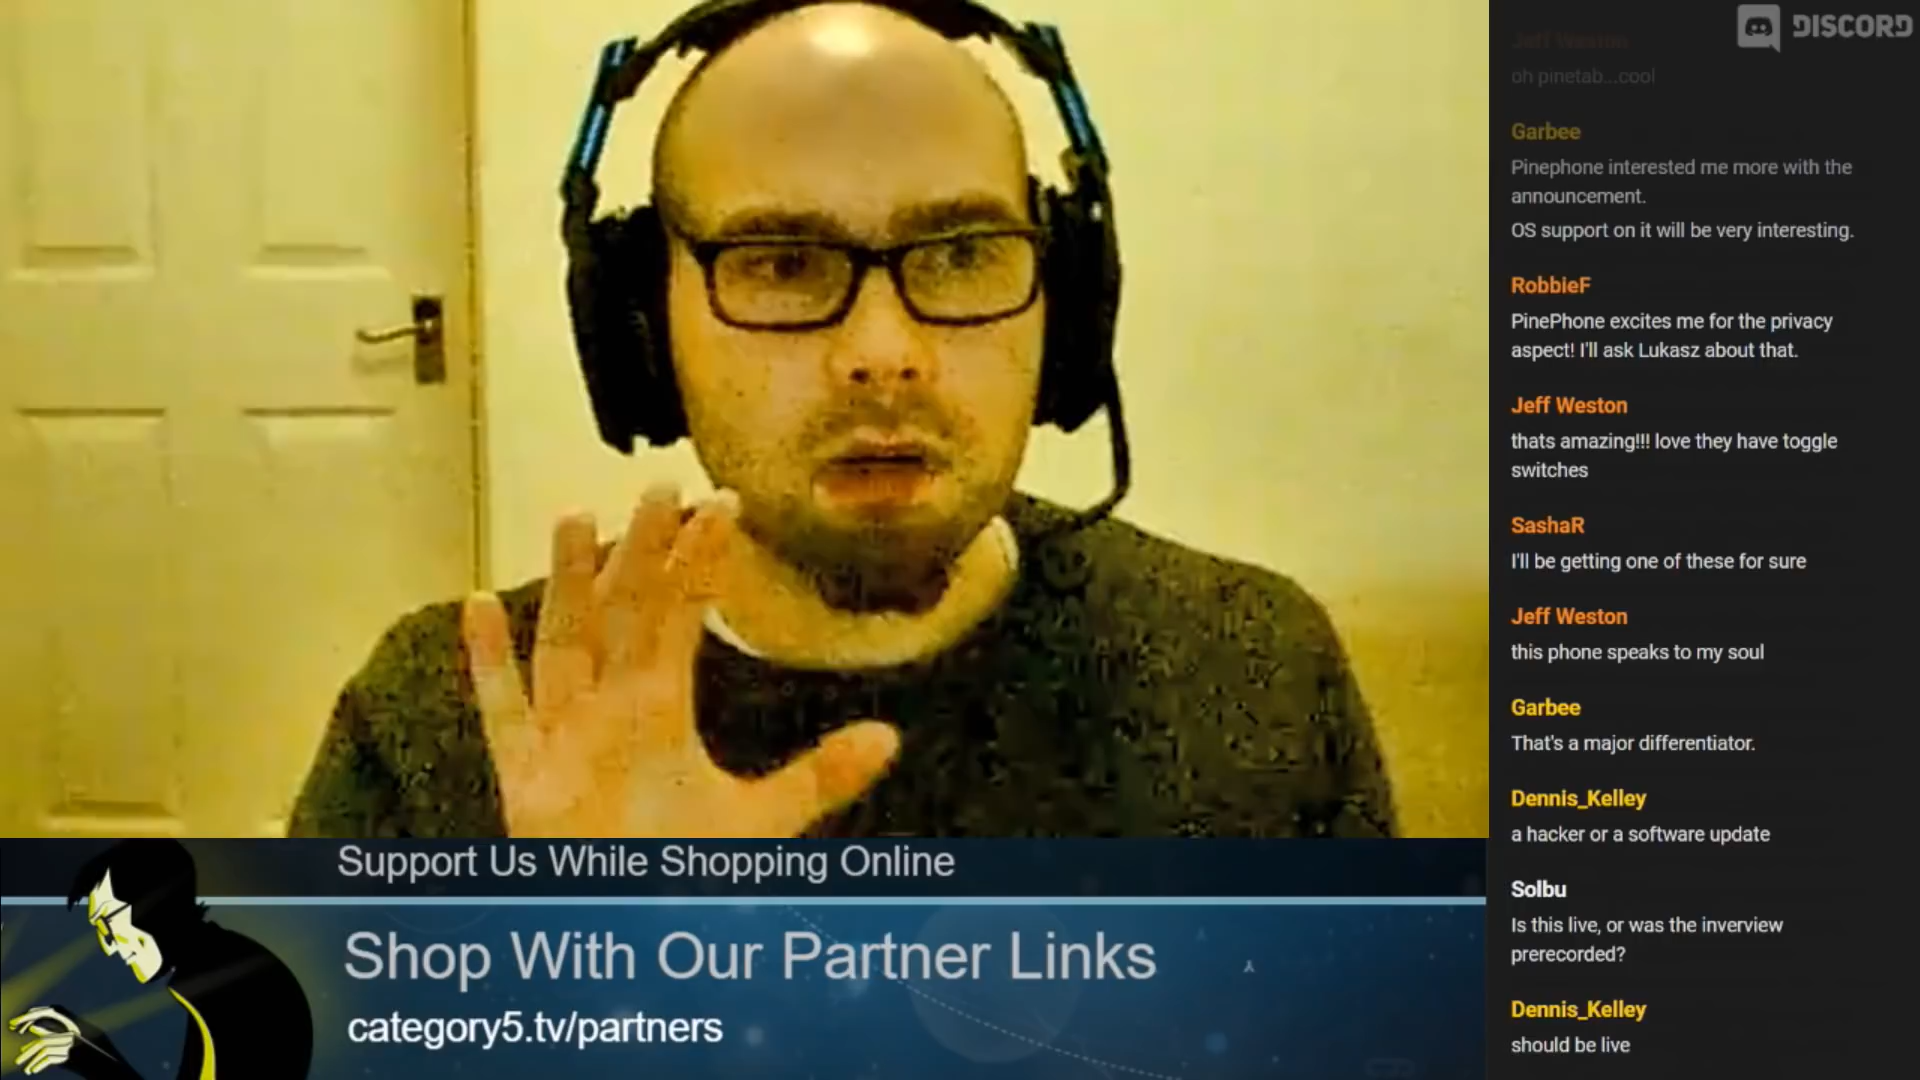 DISCORD
Jeff Weston
oh pinetab...cool
Garbee
Pinephone interested me more with the
announcement.
OS support on it will be very interesting.
RobbieF
PinePhone excites me for the privacy
aspect! I'll ask Lukasz about that.
Jeff Weston
thats amazing!!! love they have toggle
switches
SashaR
I'll be getting one of these for sure
Jeff Weston
this phone speaks to my soul
Garbee
That's a major differentiator.
Dennis_Kelley
a hacker or a software update
Solbu
Is this live, or was the inverview
prerecorded?
Dennis_Kelley
should be live
Support Us While Shopping Online
Shop With Our Partner Links
category5.tv/partners